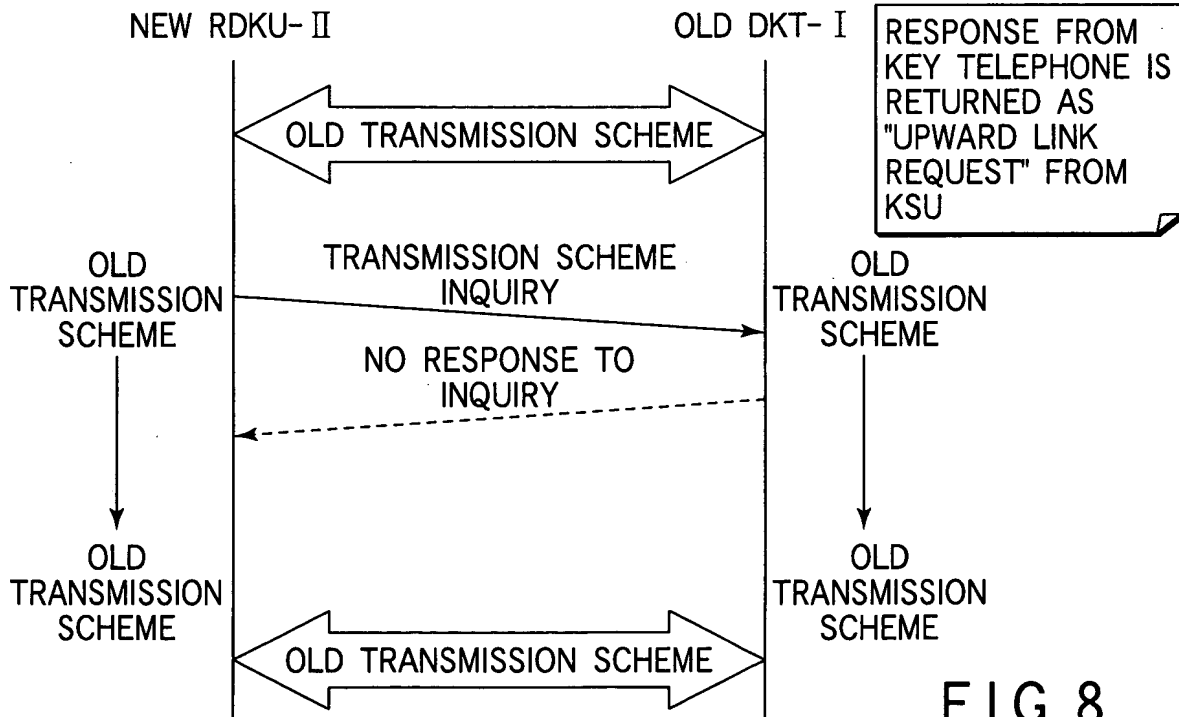 NEW RDKU-II
OLD DKT-I
RESPONSE FROM
KEY TELEPHONE IS
RETURNED AS
"UPWARD LINK
REQUEST" FROM
KSU
OLD TRANSMISSION SCHEME
OLD
TRANSMISSION
SCHEME
TRANSMISSION SCHEME
INQUIRY
OLD
TRANSMISSION
SCHEME
NO RESPONSE TO
INQUIRY
OLD
TRANSMISSION
SCHEME
OLD
TRANSMISSION
SCHEME
OLD TRANSMISSION SCHEME
FIG. 8